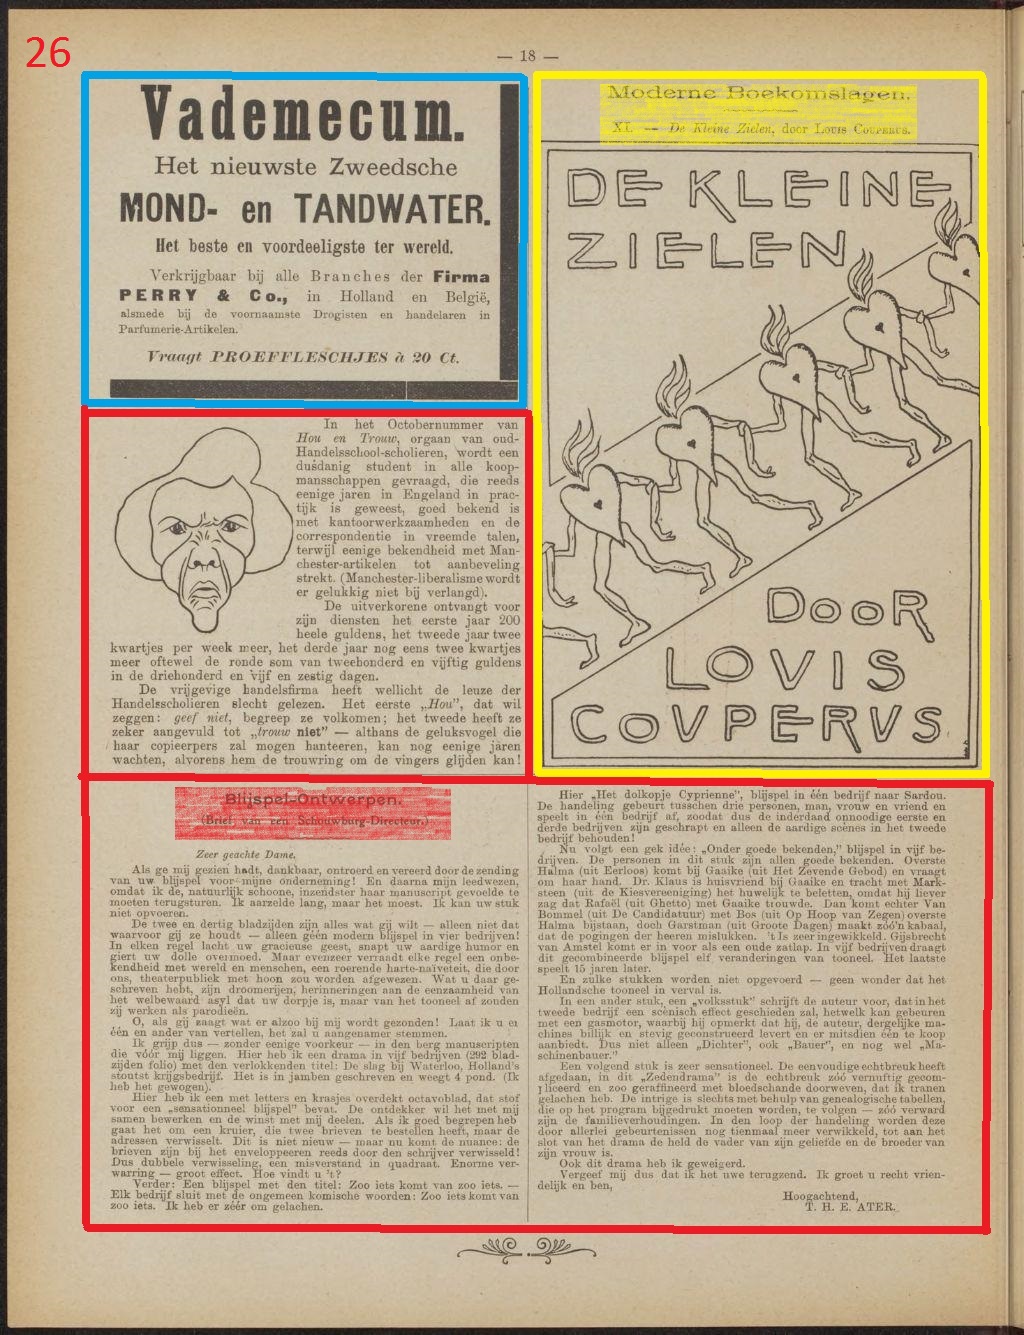 26
— 18 —
Vademecum.
Het nieuwste Zweedsche
MOND- en TANDWATER.
Het beste en voordeeligste ter wereld.
Verkrijgbaar bij alle Branches der Firma
PERRY & Co., in Holland en België,
alsmede bij de voornaamste Drogisten en handelaren in
Parfumerie-Artikelen.
Vraagt PROEFFLESCHJES à 20 Ct.
In het Octobernummer van
Hou en Trouw, orgaan van oud-
Handelsschool-scholieren, wordt een
dusdanig student in alle koop-
mansschappen gevraagd, die reeds
eenige jaren in Engeland in prac-
tijk is geweest, goed bekend is
met kantoorwerkzaamheden en de
correspondentie in vreemde talen,
terwijl eenige bekendheid met Man-
chester-artikelen tot aanbeveling
strekt. (Manchester-liberalisme wordt
er gelukkig niet bij verlangd).
De uitverkorene ontvangt voor
zijn diensten het eerste jaar 200
heele guldens, het tweede jaar twee
kwartjes per week meer, het derde jaar nog eens twee kwartjes
meer oftewel de ronde som van tweehonderd en vijftig guldens
in de driehonderd en vijf en zestig dagen.
De vrijgevige handelsfirma heeft wellicht de leuze der
Handelsscholieren slecht gelezen. Het eerste „Hou”, dat wil
zeggen: geef niet, begreep ze volkomen; het tweede heeft ze
zeker aangevuld tot „trouw niet” — althans de geluksvogel die
haar copieerpers zal mogen hanteeren, kan nog eenige jaren
wachten, alvorens hem de trouwring om de vingers glijden kan!
Moderne Boekomslagen.
XI. — De Kleine Zielen, door Louis Couperus.
DE KLEINE
ZIELEN
DOOR
LOVIS
COVPERVS
Blijspel-Ontwerpen.
(Brief van een Schouwburg-Directeur.)
Zeer geachte Dame.
Als ge mij gezien hadt, dankbaar, ontroerd en vereerd door de zending
van uw blijspel voor mijne onderneming! En daarna mijn leedwezen,
omdat ik de, natuurlijk schoone, inzendster haar manuscript gevoelde te
moeten terugsturen. Ik aarzelde lang, maar het moest. Ik kan uw stuk
niet opvoeren.
De twee en dertig bladzijden zijn alles wat gij wilt — alleen niet dat
waarvoor gij ze houdt — alleen géén modern blijspel in vier bedrijven!
In elken regel lacht uw gracieuse geest, snapt uw aardige humor en
giert uw dolle overmoed. Maar evenzeer verraadt elke regel een onbe-
kendheid met wereld en menschen, een roerende harte-naïveteit, die door
ons, theaterpubliek met hoon zou worden afgewezen. Wat u daar ge-
schreven hebt, zijn droomerijen, herinneringen aan de eenzaamheid van
het welbewaard asyl dat uw dorpje is, maar van het tooneel af zouden
zij werken als parodieën.
O, als gij zaagt wat er alzoo bij mij wordt gezonden! Laat ik u er
één en ander van vertellen, het zal u aangenamer stemmen.
Ik grijp dus — zonder eenige voorkeur — in den berg manuscripten
die vóór mij liggen. Hier heb ik een drama in vijf bedrijven (292 blad-
zijden folio) met den verlokkenden titel: De slag bij Waterloo, Holland's
stoutst krijgsbedrijf. Het is in jamben geschreven en weegt 4 pond. (Ik
heb het gewogen).
Hier heb ik een met letters en krasjes overdekt octavoblad, dat stof
voor een „sensationneel blijspel” bevat. De ontdekker wil het met mij
samen bewerken en de winst met mij deelen. Als ik goed begrepen heb
gaat het om een kruier, die twee brieven te bestellen heeft, maar de
adressen verwisselt. Dit is niet nieuw — maar nu komt de nuance: de
brieven zijn bij het enveloppeeren reeds door den schrijver verwisseld!
Dus dubbele verwisseling, een misverstand in quadraat. Enorme ver-
warring — groot effect. Hoe vindt u 't?
Verder: Een blijspel met den titel: Zoo iets komt van zoo iets. —
Elk bedrijf sluit met de ongemeen komische woorden: Zoo iets komt van
zoo iets. Ik heb er zéér om gelachen.
Hier „Het dolkopje Cyprienne”, blijspel in één bedrijf naar Sardou.
De handeling gebeurt tusschen drie personen, man, vrouw en vriend en
speelt in één bedrijf af, zoodat dus de inderdaad onnoodige eerste en
derde bedrijven zijn geschrapt en alleen de aardige scènes in het tweede
bedrijf behouden!
Nu volgt een gek idée: „Onder goede bekenden,” blijspel in vijf be-
drijven. De personen in dit stuk zijn allen goede bekenden. Overste
Halma (uit Eerloos) komt bij Gaaike (uit Het Zevende Gebod) en vraagt
om haar hand. Dr. Klaus is huisvriend bij Gaaike en tracht met Mark-
steen (uit de Kiesvereeniging) het huwelijk te beletten, omdat hij liever
zag dat Rafaël (uit Ghetto) met Gaaike trouwde. Dan komt echter Van
Bommel (uit De Candidatuur) met Bos (uit Op Hoop van Zegen) overste
Halma bijstaan, doch Garstman (uit Groote Dagen) maakt zóó'n kabaal,
dat de pogingen der heeren mislukken. 't Is zeer ingewikkeld. Gijsbrecht
van Amstel komt er in voor als een oude zatlap. In vijf bedrijven draagt
dit gecombineerde blijspel elf veranderingen van tooneel. Het laatste
speelt 15 jaren later.
En zulke stukken worden niet opgevoerd — geen wonder dat het
Hollandsche tooneel in verval is.
In een ander stuk, een „volksstuk” schrijft de auteur voor, dat in het
tweede bedrijf een scènisch effect geschieden zal, hetwelk kan gebeuren
met een gasmotor, waarbij hij opmerkt dat hij, de auteur, dergelijke ma-
chines billijk en stevig geconstrueerd levert en er mitsdien één te koop
aanbiedt. Dus niet alleen „Dichter”, ook „Bauer”, en nog wel „Ma-
schinenbauer.”
Een volgend stuk is zeer sensationeel. De eenvoudige echtbreuk heeft
afgedaan, in dit „Zedendrama” is de echtbreuk zóó vernuftig gecom-
pliceerd en zoo geraffineerd met bloedschande doorweven, dat ik tranen
gelachen heb. De intrige is slechts met behulp van genealogische tabellen,
die op het program bijgedrukt moeten worden, te volgen — zóó verward
zijn de familieverhoudingen. In den loop der handeling worden deze
door allerlei gebeurtenissen nog tienmaal meer verwikkeld, tot aan het
slot van het drama de held de vader van zijn geliefde en de broeder van
zijn vrouw is.
Ook dit drama heb ik geweigerd.
Vergeef mij dus dat ik het uwe terugzend. Ik groet u recht vrien-
delijk en ben,
Hoogachtend,
T. H. E. ATER.